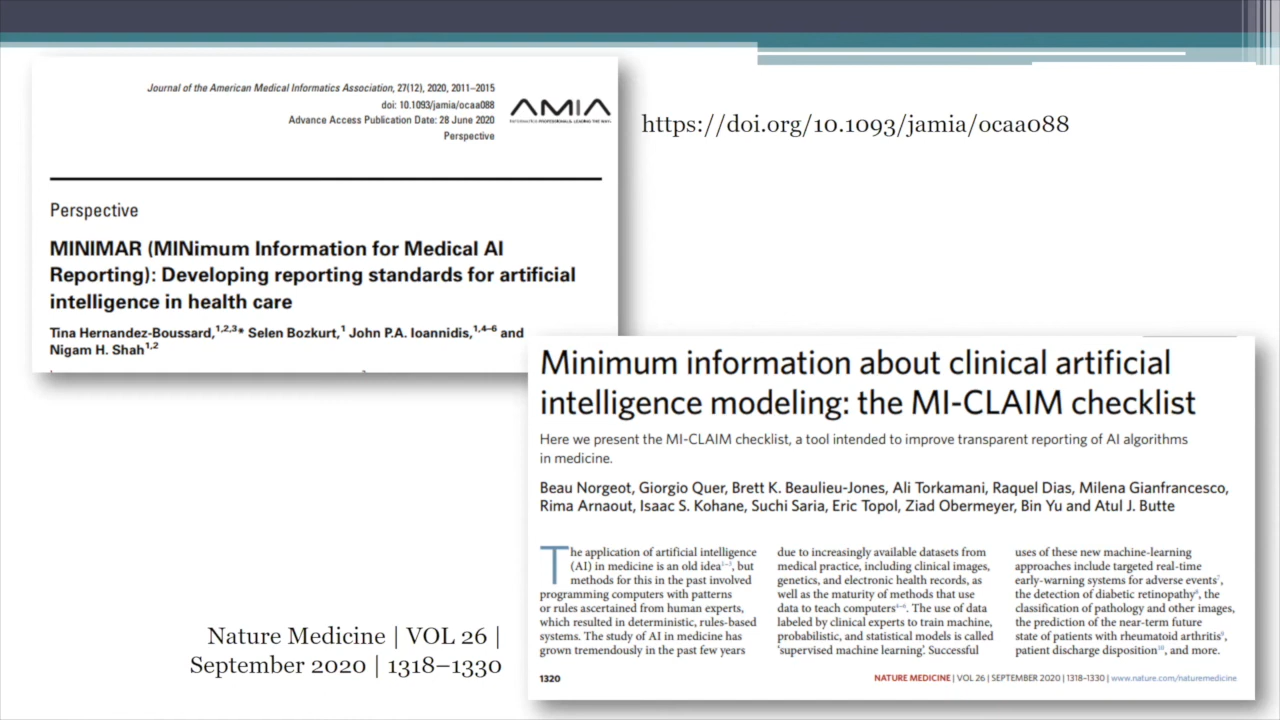 Journal of the American Medical Informatics Association, 27(12), 2020, 2011–2015
doi: 10.1093/jamia/ocaa088
Advance Access Publication Date: 28 June 2020
Perspective
AMIA
INFORMATICS PROFESSIONALS. LEADING THE WAY.
https://doi.org/10.1093/jamia/ocaa088
Perspective
MINIMAR (MINimum Information for Medical AI
Reporting): Developing reporting standards for artificial
intelligence in health care
Tina Hernandez-Boussard,1,2,3* Selen Bozkurt,1 John P.A. Ioannidis,1,4–6 and
Nigam H. Shah1,2
Minimum information about clinical artificial
intelligence modeling: the MI-CLAIM checklist
Here we present the MI-CLAIM checklist, a tool intended to improve transparent reporting of AI algorithms
in medicine.
Beau Norgeot, Giorgio Quer, Brett K. Beaulieu-Jones, Ali Torkamani, Raquel Dias, Milena Gianfrancesco,
Rima Arnaout, Isaac S. Kohane, Suchi Saria, Eric Topol, Ziad Obermeyer, Bin Yu and Atul J. Butte
The application of artificial intelligence
(AI) in medicine is an old idea1–3, but
methods for this in the past involved
programming computers with patterns
or rules ascertained from human experts,
which resulted in deterministic, rules-based
systems. The study of AI in medicine has
grown tremendously in the past few years
due to increasingly available datasets from
medical practice, including clinical images,
genetics, and electronic health records, as
well as the maturity of methods that use
data to teach computers4–6. The use of data
labeled by clinical experts to train machine,
probabilistic, and statistical models is called
‘supervised machine learning’. Successful
uses of these new machine-learning
approaches include targeted real-time
early-warning systems for adverse events7,
the detection of diabetic retinopathy8, the
classification of pathology and other images,
the prediction of the near-term future
state of patients with rheumatoid arthritis9,
patient discharge disposition10, and more.
1320
NATURE MEDICINE | VOL 26 | SEPTEMBER 2020 | 1318–1330 | www.nature.com/naturemedicine
Nature Medicine | VOL 26 |
September 2020 | 1318–1330